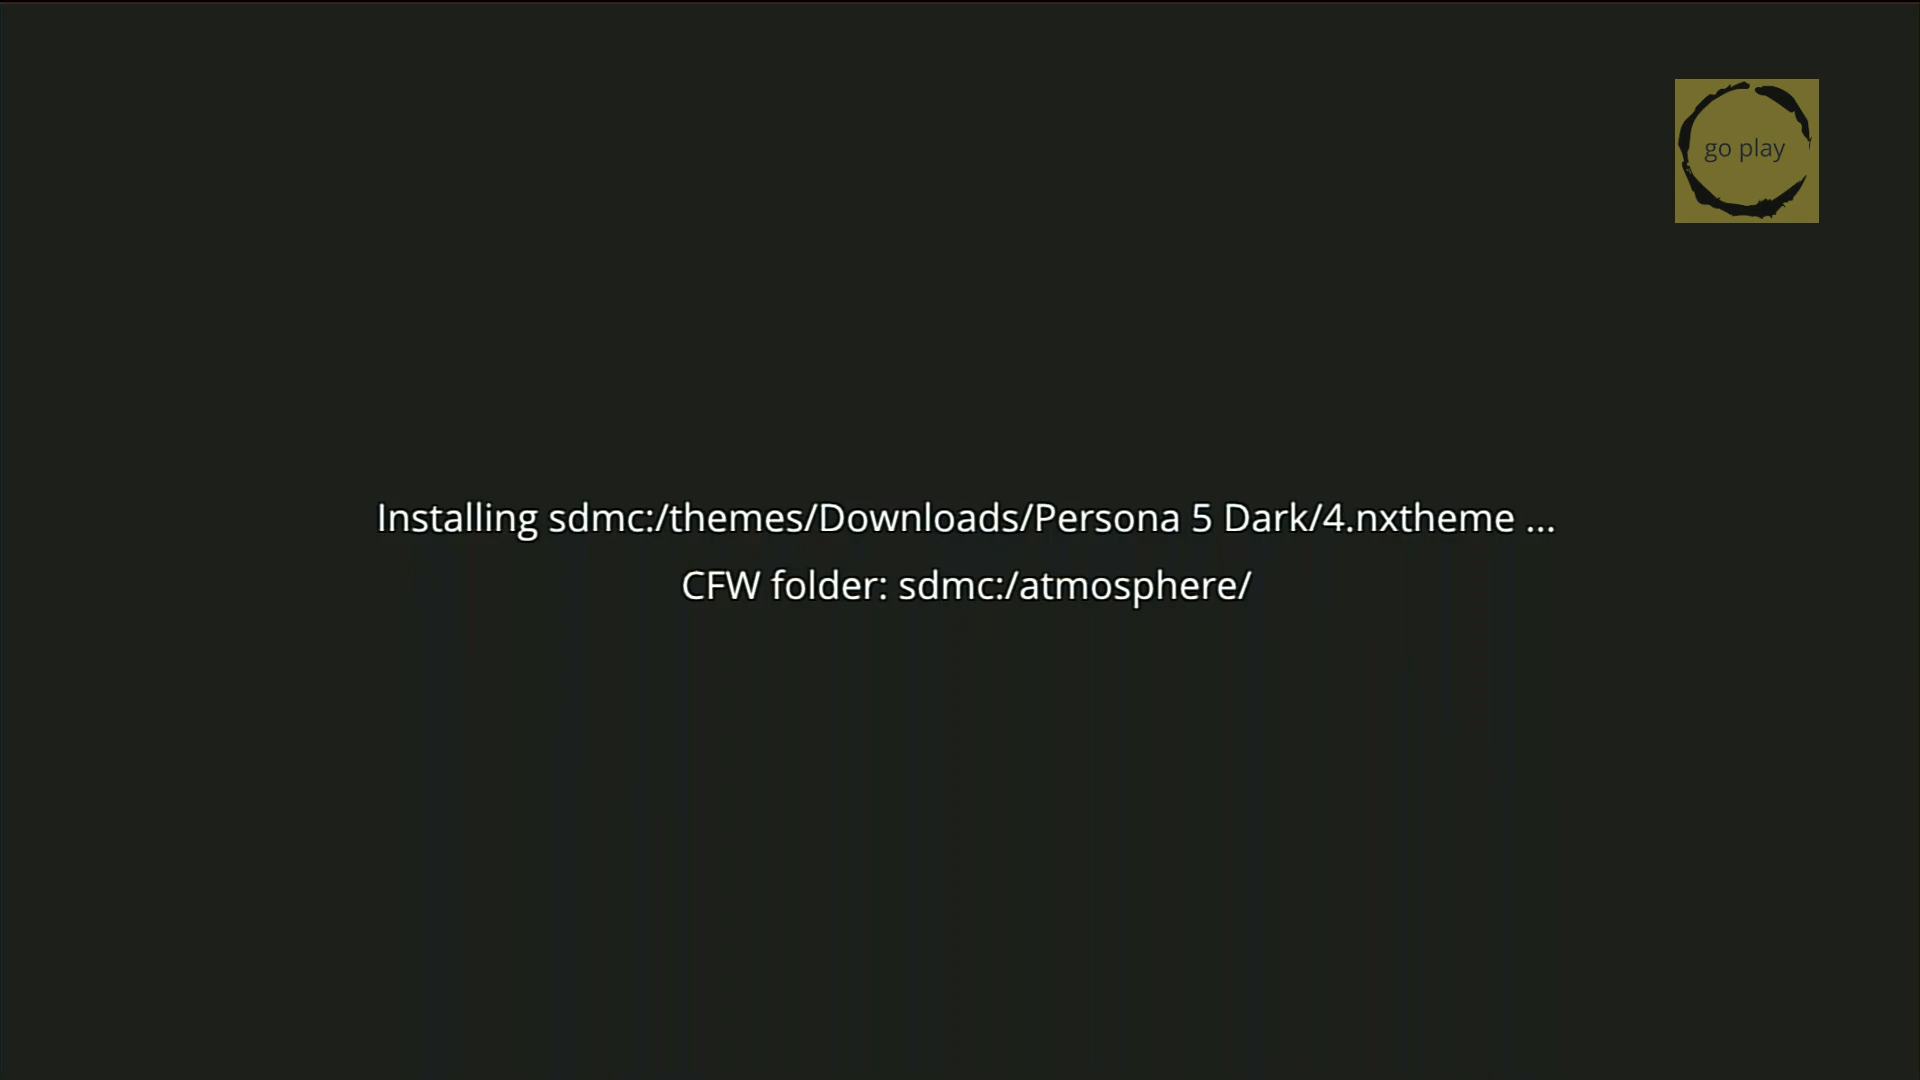 go play
Installing sdmc:/themes/Downloads/Persona 5 Dark/4.nxtheme ...
CFW folder: sdmc:/atmosphere/